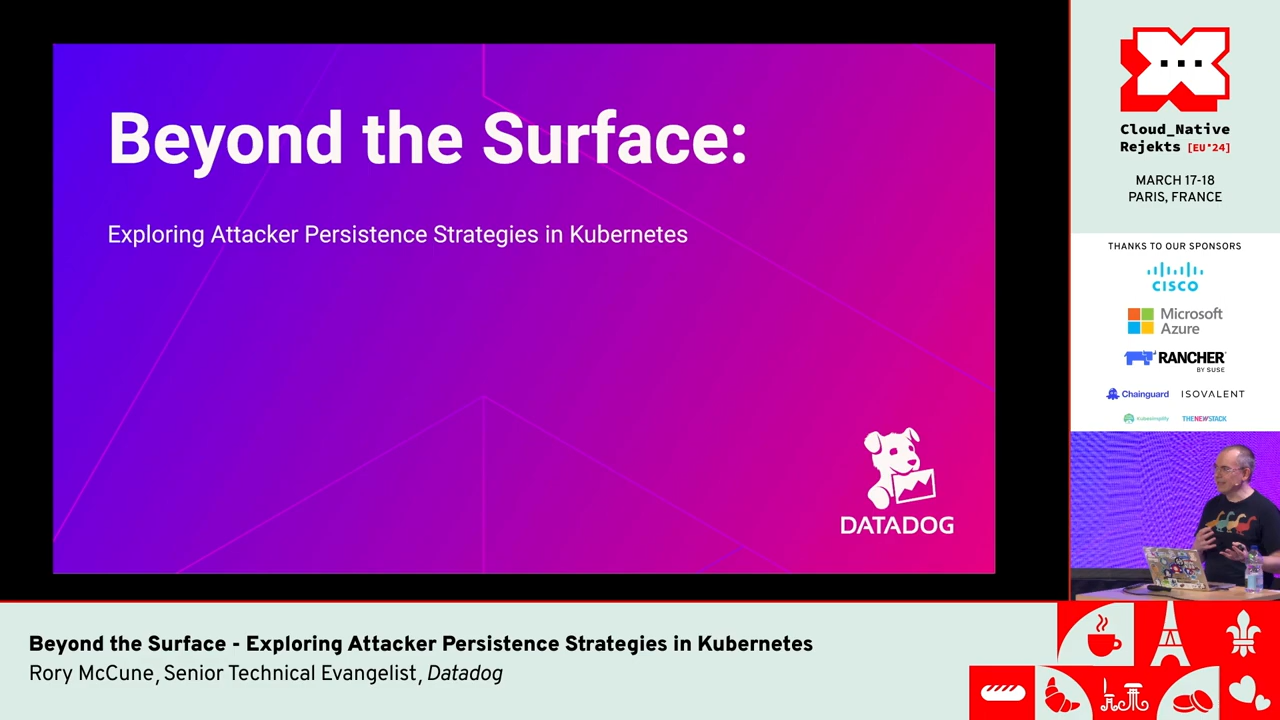 Beyond the Surface:
Exploring Attacker Persistence Strategies in Kubernetes
DATADOG
Cloud_Native
Rejekts [EU'24]
MARCH 17-18
PARIS, FRANCE
THANKS TO OUR SPONSORS
CISCO
Microsoft
Azure
RANCHER
BY SUSE
Chainguard
ISOVALENT
Kubesimplify
THENEWSTACK
Beyond the Surface - Exploring Attacker Persistence Strategies in Kubernetes
Rory McCune, Senior Technical Evangelist, Datadog